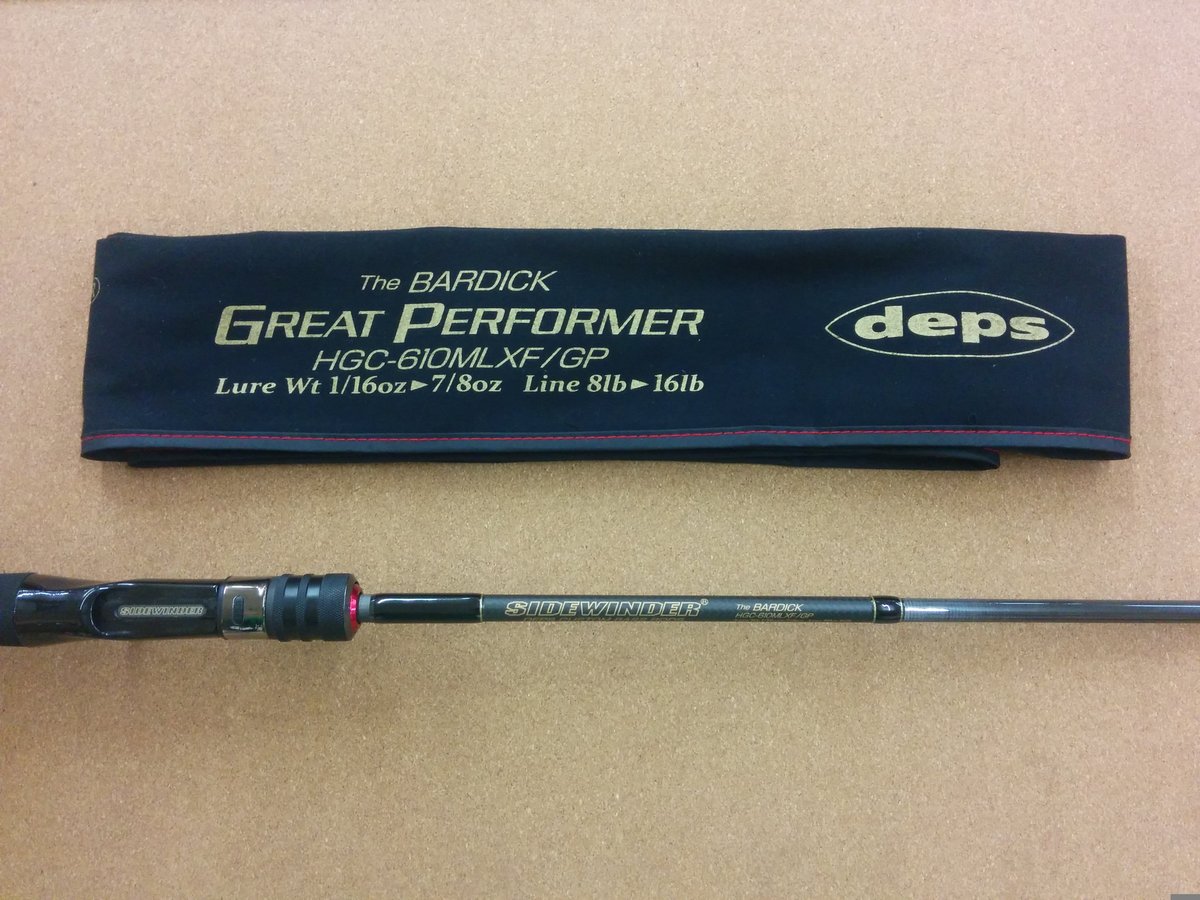 The BARDICK
GREAT PERFORMER
HGC-610MLXF/GP
Lure Wt 1/16oz►7/8oz Line 8lb►16lb
deps
SIDEWINDER
SIDEWINDER®
The BARDICK
HGC-610MLXF/GP